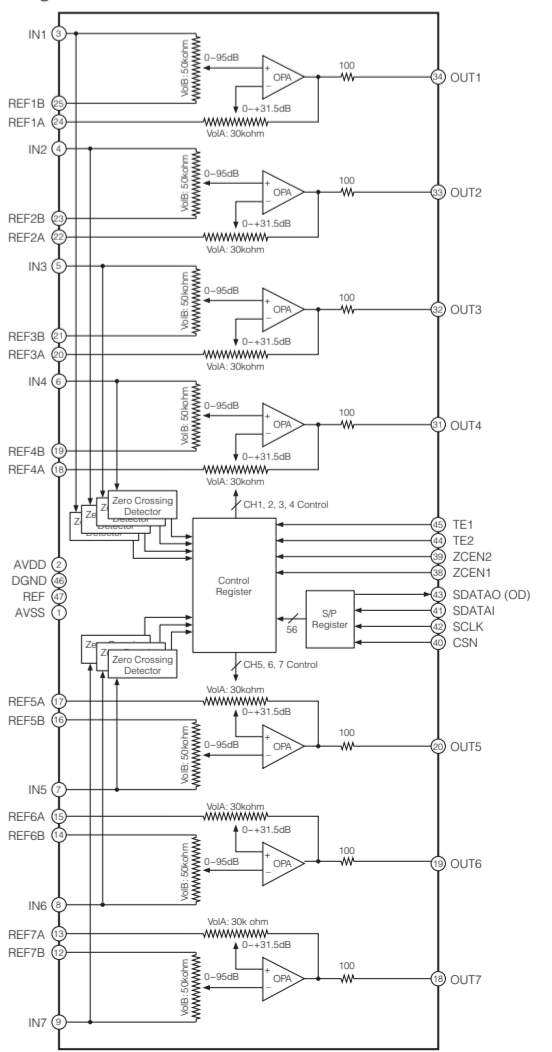 IN1 3
VolB: 50kohm
0~95dB
+
−
OPA
100
34 OUT1
REF1B 25
0~+31.5dB
REF1A 24
VolA: 30kohm
IN2 4
VolB: 50kohm
0~95dB
+
−
OPA
100
33 OUT2
REF2B 23
0~+31.5dB
REF2A 22
VolA: 30kohm
IN3 5
VolB: 50kohm
0~95dB
+
−
OPA
100
32 OUT3
REF3B 21
0~+31.5dB
REF3A 20
VolA: 30kohm
IN4 6
VolB: 50kohm
0~95dB
+
−
OPA
100
31 OUT4
REF4B 19
0~+31.5dB
REF4A 18
VolA: 30kohm
Zero Crossing
Detector
CH1, 2, 3, 4 Control
45 TE1
44 TE2
39 ZCEN2
38 ZCEN1
AVDD 2
DGND 46
REF 47
AVSS 1
Control
Register
56
S/P
Register
43 SDATAO (OD)
41 SDATAI
42 SCLK
40 CSN
Zero Crossing
Detector
CH5, 6, 7 Control
REF5A 17
VolA: 30kohm
REF5B 16
0~+31.5dB
VolB: 50kohm
0~95dB
+
−
OPA
100
20 OUT5
IN5 7
REF6A 15
VolA: 30kohm
REF6B 14
0~+31.5dB
VolB: 50kohm
0~95dB
+
−
OPA
100
19 OUT6
IN6 8
REF7A 13
VolA: 30k ohm
REF7B 12
0~+31.5dB
VolB: 50kohm
0~95dB
+
−
OPA
100
18 OUT7
IN7 9